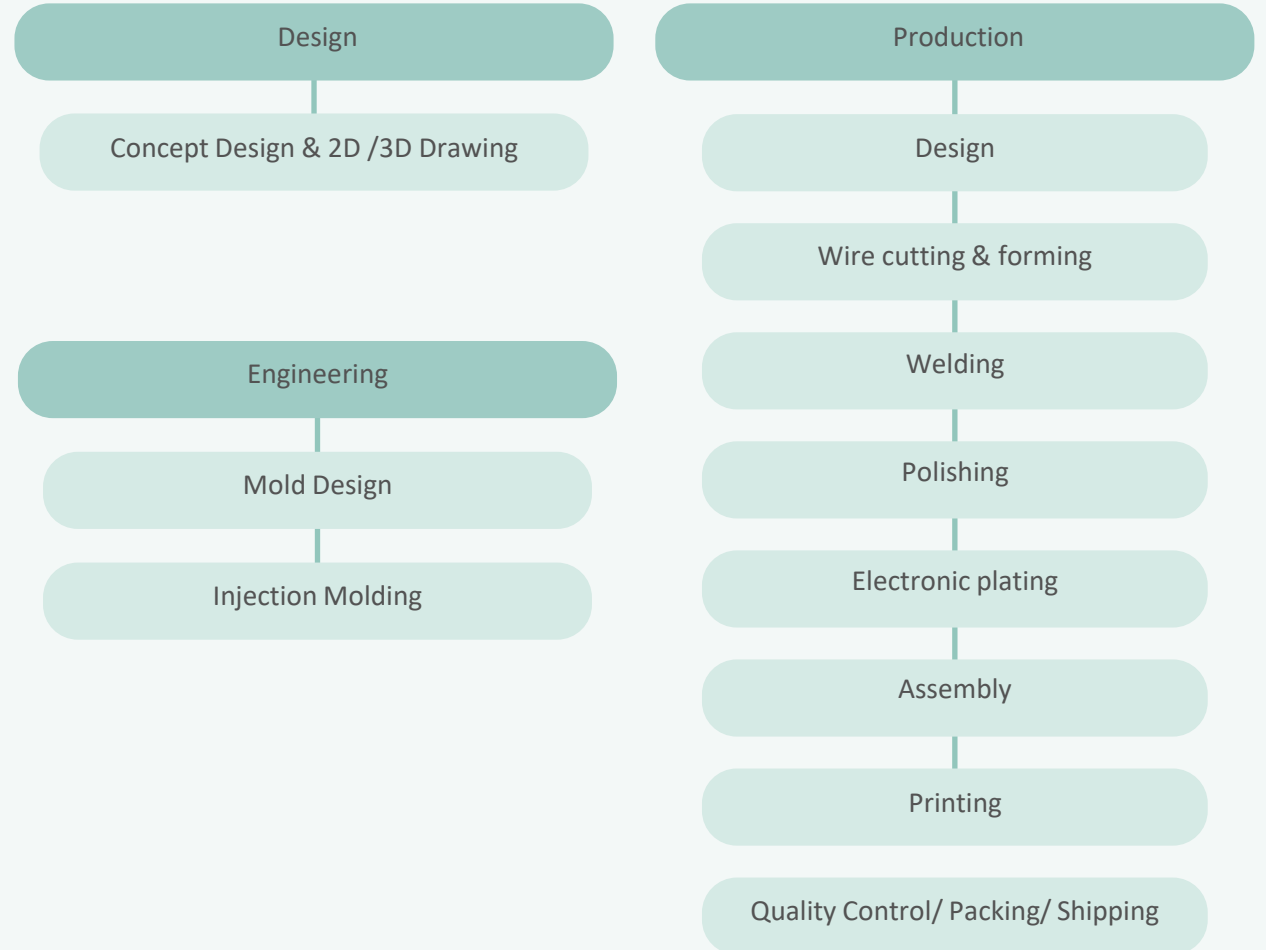 Design
Concept Design & 2D /3D Drawing
Engineering
Mold Design
Injection Molding
Production
Design
Wire cutting & forming
Welding
Polishing
Electronic plating
Assembly
Printing
Quality Control/ Packing/ Shipping